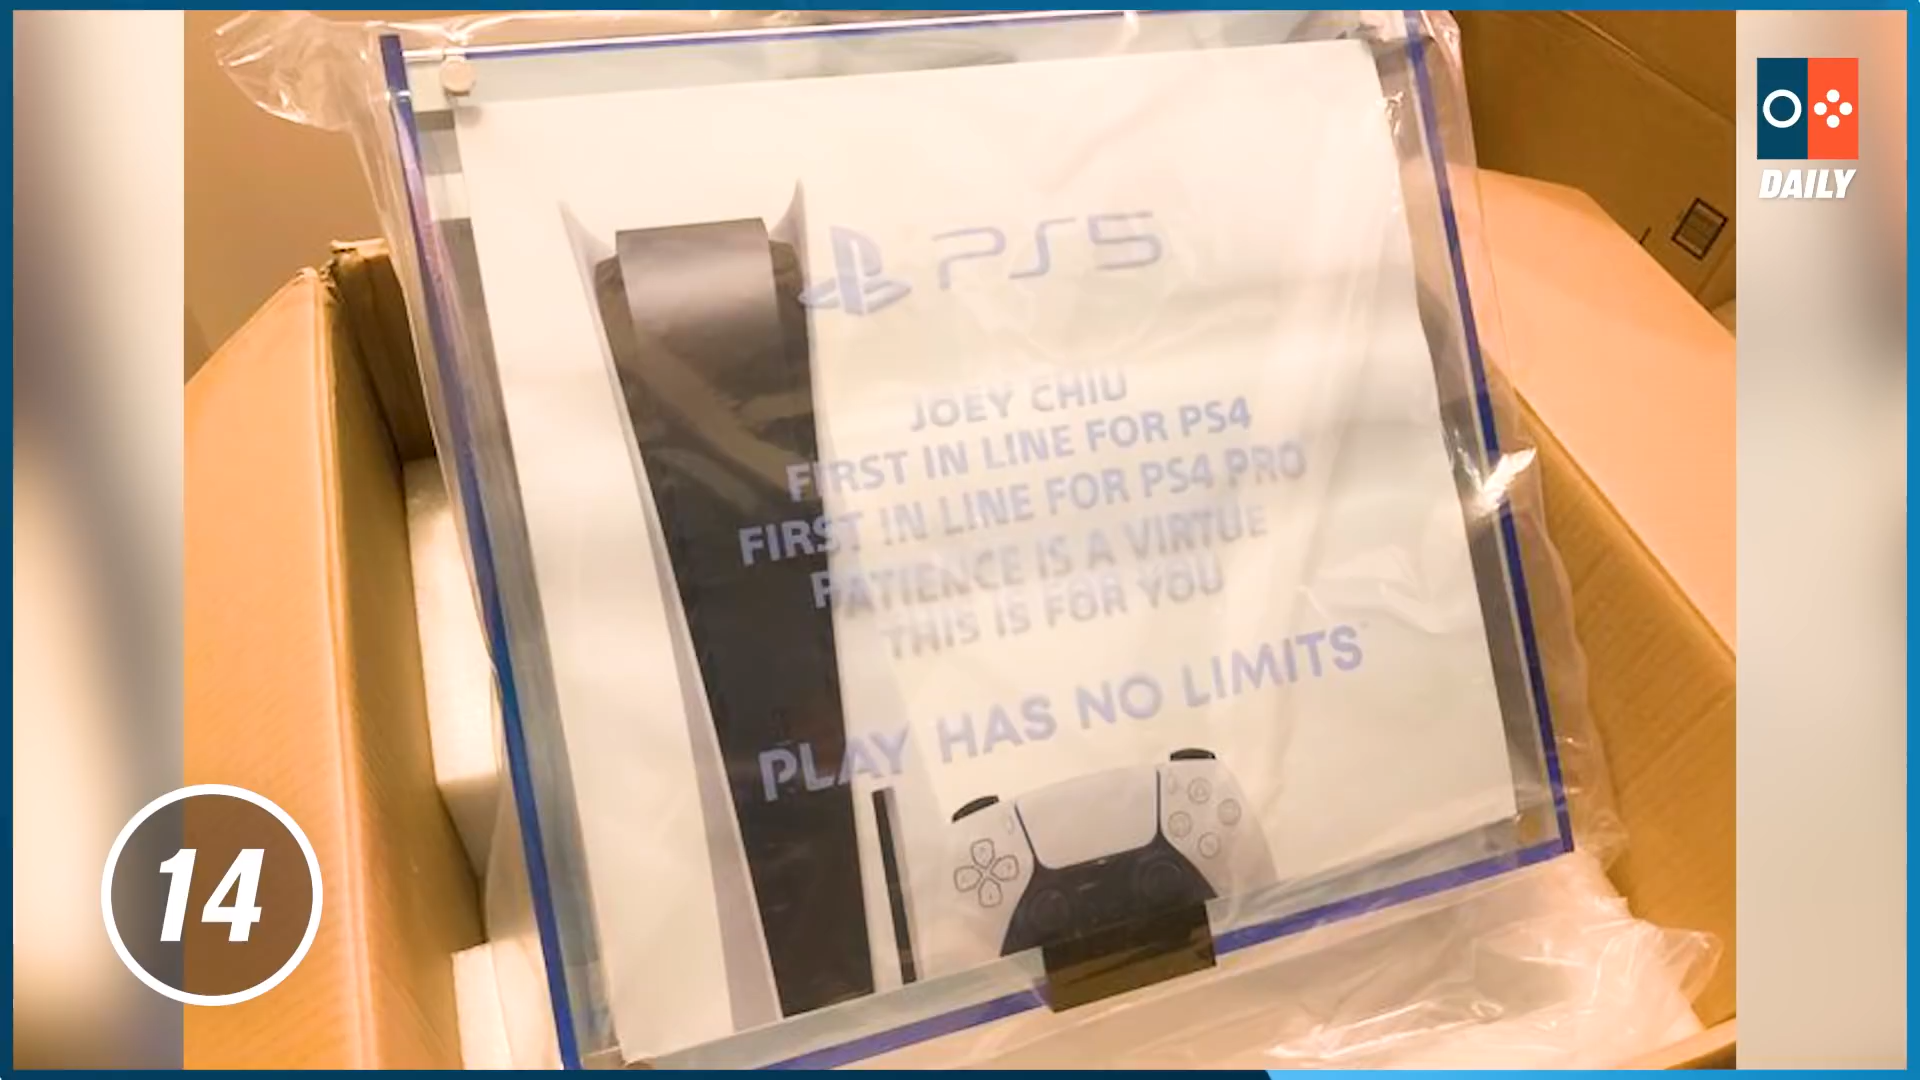 DAILY
PS5
JOEY CHIU
FIRST IN LINE FOR PS4
FIRST IN LINE FOR PS4 PRO
PATIENCE IS A VIRTUE
THIS IS FOR YOU
PLAY HAS NO LIMITS
14